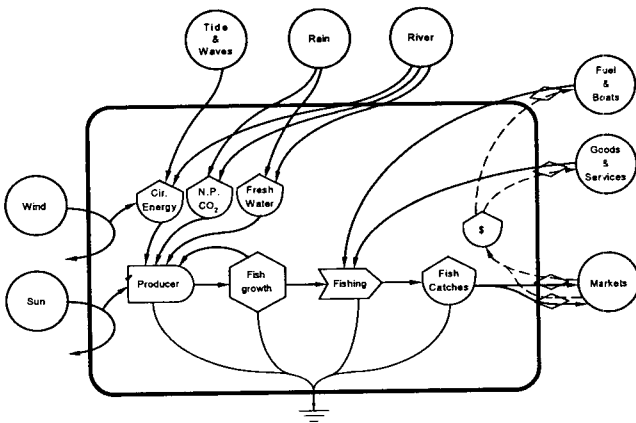 Tide
&
Waves
Rain
River
Fuel
&
Boats
Goods
&
Services
Wind
Cir.
Energy
N.P.
CO₂
Fresh
Water
$
Sun
Producer
Fish
growth
Fishing
Fish
Catches
Markets